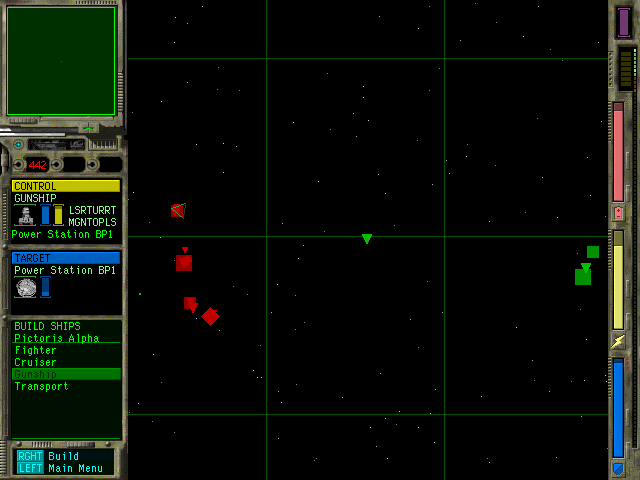 442
CONTROL
GUNSHIP
LSRTURRT
MGNTOPLS
Power Station BP1
TARGET
Power Station BP1
BUILD SHIPS
Pictoris Alpha
Fighter
Cruiser
Gunship
Transport
RGHT Build
LEFT Main Menu